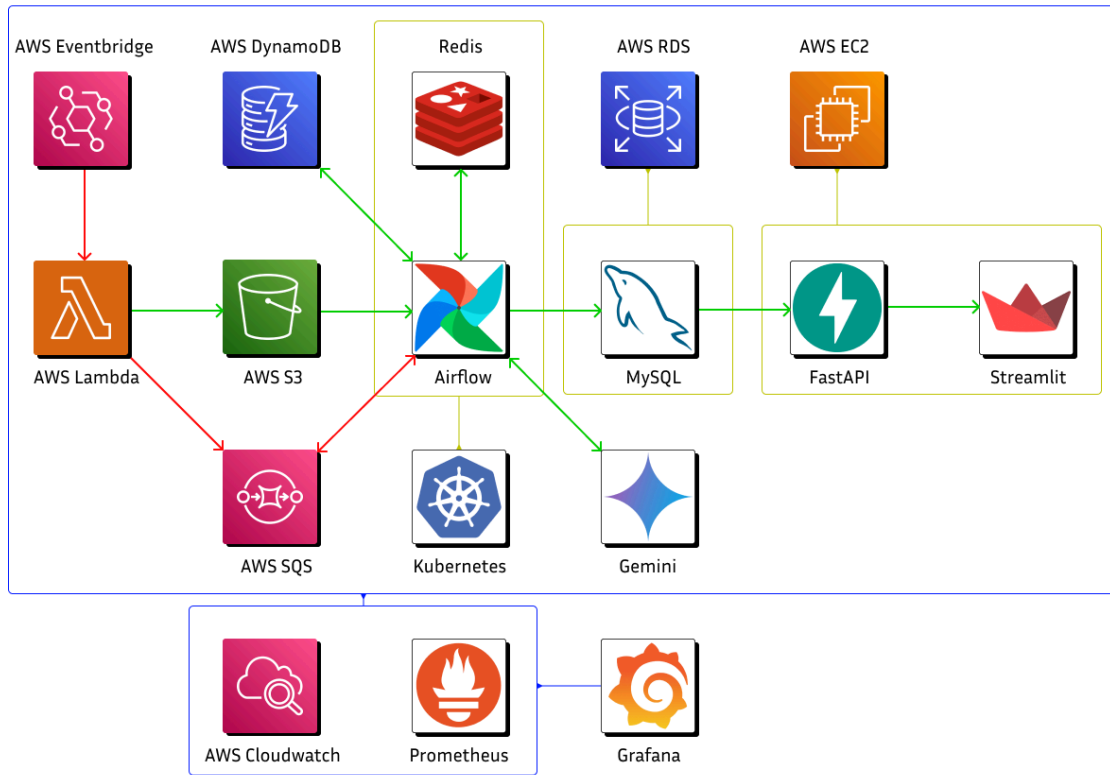 AWS Eventbridge
AWS DynamoDB
Redis
AWS RDS
AWS EC2
AWS Lambda
AWS S3
Airflow
MySQL
FastAPI
Streamlit
AWS SQS
Kubernetes
Gemini
AWS Cloudwatch
Prometheus
Grafana